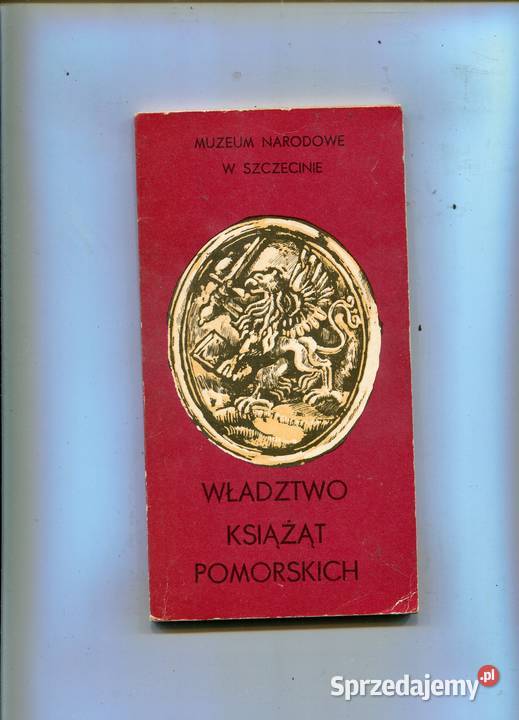 MUZEUM NARODOWE
W SZCZECINIE
WŁADZTWO
KSIĄŻĄT
POMORSKICH
Sprzedajemy.pl